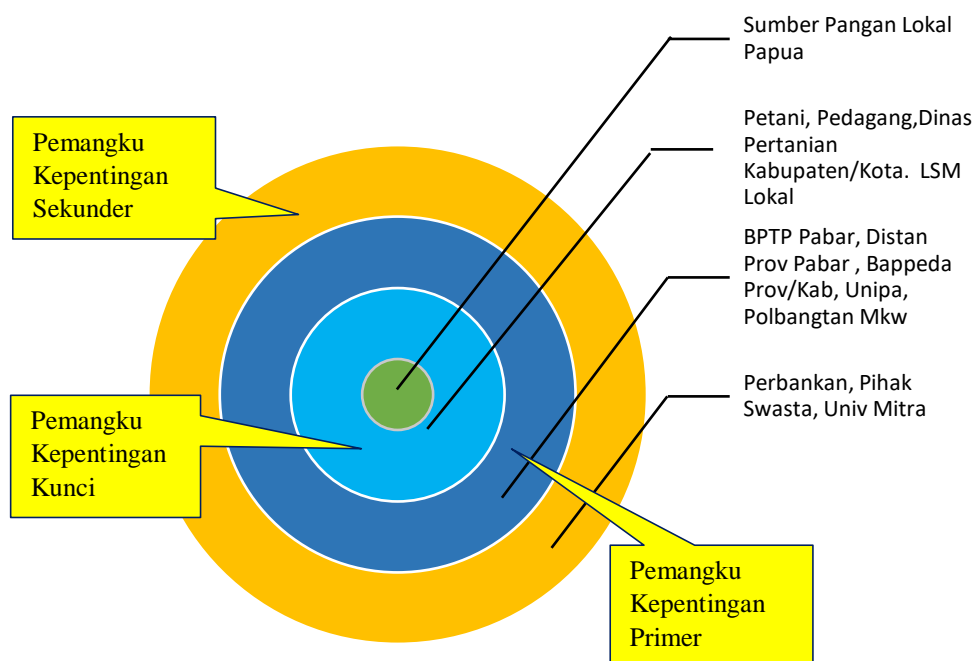 Sumber Pangan Lokal
Papua
Petani, Pedagang,Dinas
Pertanian
Kabupaten/Kota. LSM
Lokal
BPTP Pabar, Distan
Prov Pabar , Bappeda
Prov/Kab, Unipa,
Polbangtan Mkw
Perbankan, Pihak
Swasta, Univ Mitra
Pemangku
Kepentingan
Sekunder
Pemangku
Kepentingan
Kunci
Pemangku
Kepentingan
Primer